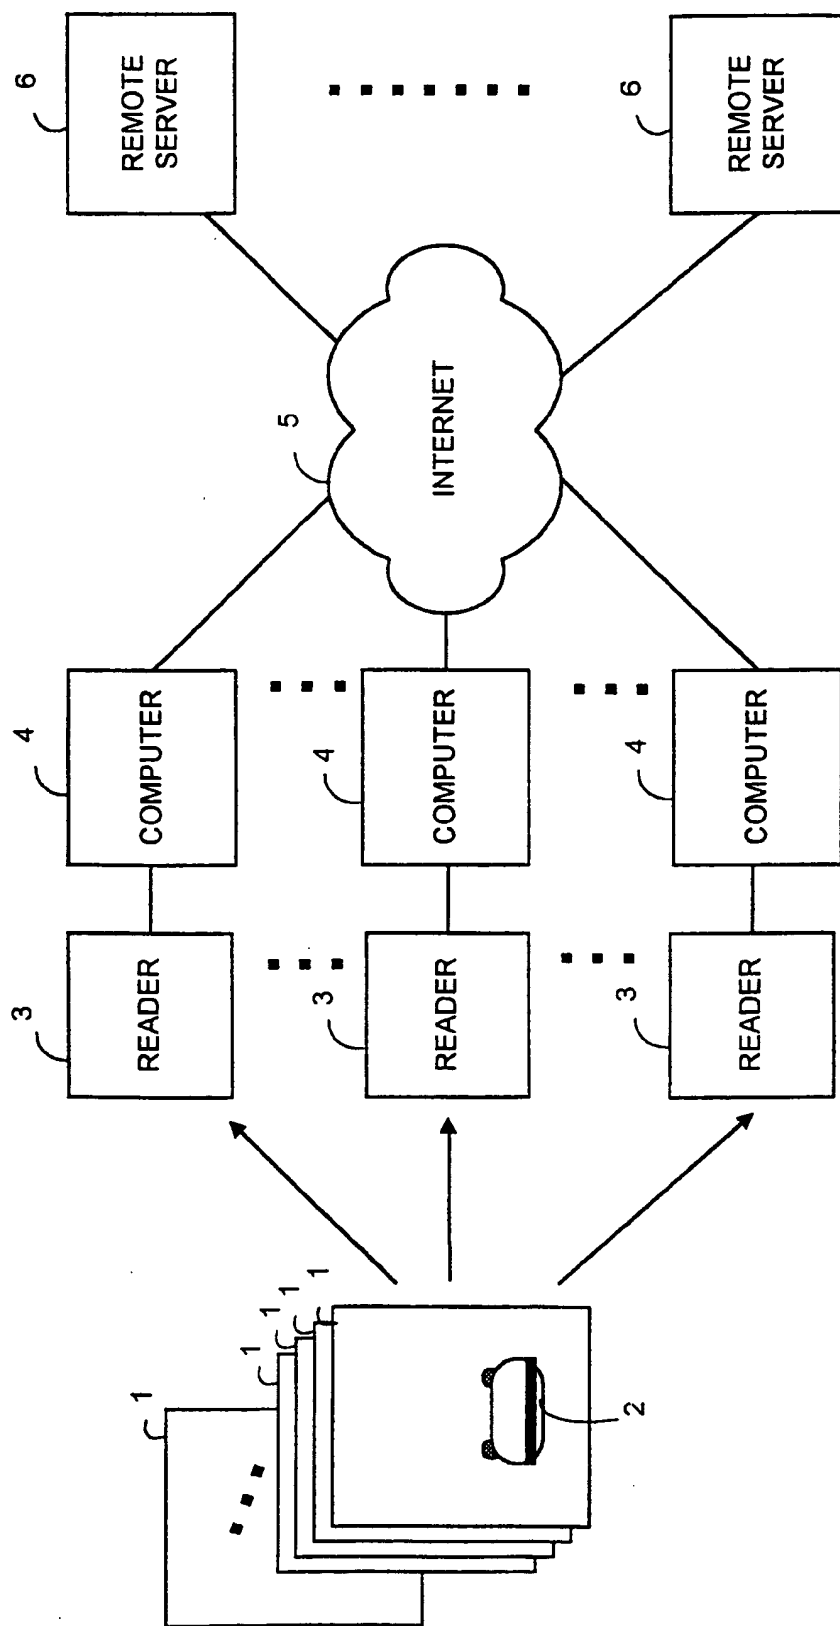 1
1
1
1
1
2
3
READER
3
READER
3
READER
4
COMPUTER
4
COMPUTER
4
COMPUTER
5
INTERNET
6
REMOTE
SERVER
6
REMOTE
SERVER